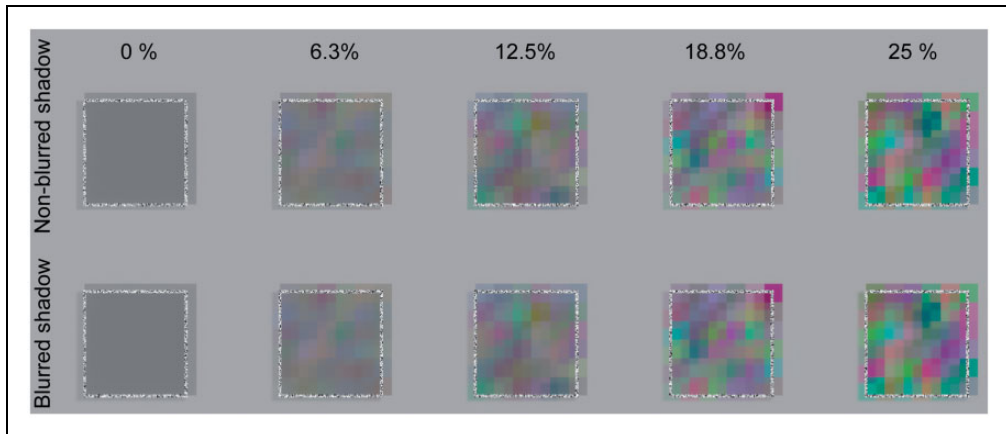 0 %
6.3%
12.5%
18.8%
25 %
Non-blurred shadow
Blurred shadow